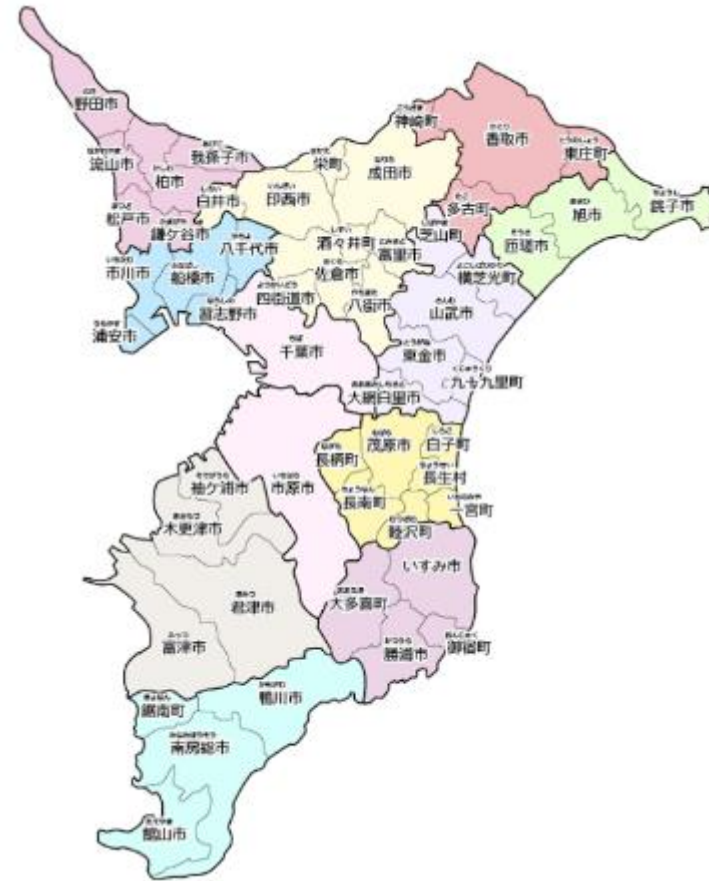 野田市
流山市
柏市
我孫子市
松戸市
鎌ケ谷市
白井市
印西市
栄町
成田市
神崎町
香取市
東庄町
多古町
芝山町
旭市
銚子市
匝瑳市
横芝光町
酒々井町
富里市
佐倉市
四街道市
八街市
市川市
船橋市
八千代市
習志野市
浦安市
千葉市
山武市
東金市
九十九里町
大網白里市
茂原市
白子町
長柄町
長生村
長南町
一宮町
睦沢町
市原市
袖ケ浦市
木更津市
君津市
富津市
いすみ市
大多喜町
勝浦市
御宿町
鴨川市
鋸南町
南房総市
館山市